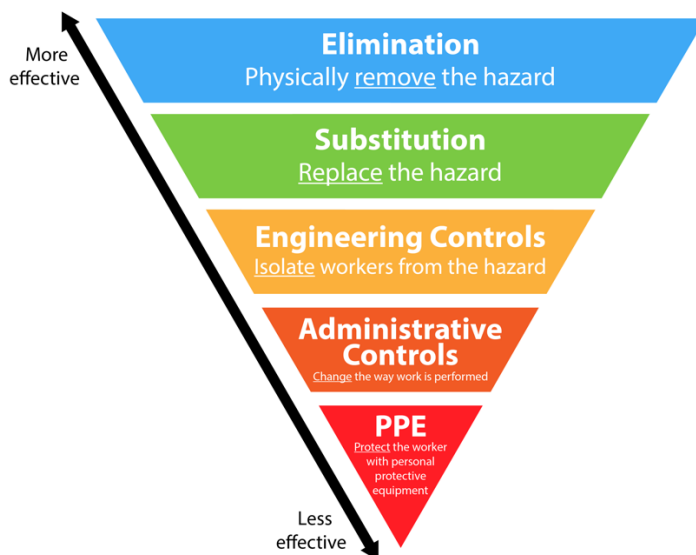 More
effective
Elimination
Physically remove the hazard
Substitution
Replace the hazard
Engineering Controls
Isolate workers from the hazard
Administrative
Controls
Change the way work is performed
PPE
Protect the worker
with personal
protective
equipment
Less
effective